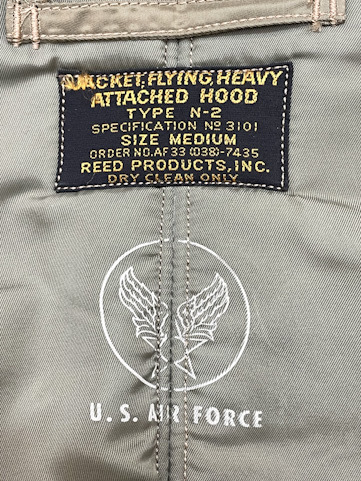 JACKET, FLYING HEAVY
ATTACHED HOOD
TYPE N-2
SPECIFICATION Nº 3101
SIZE MEDIUM
ORDER NO. AF 33 (038)-7435
REED PRODUCTS, INC.
DRY CLEAN ONLY
U. S. AIR FORCE